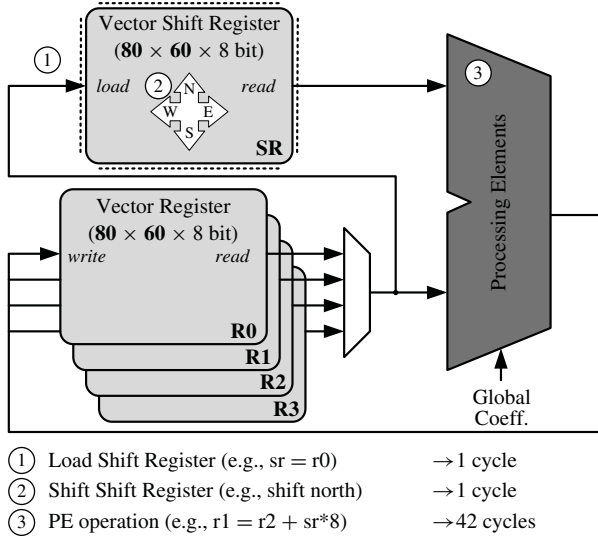 Vector Shift Register
(80 × 60 × 8 bit)
1
load
2
N
W
E
S
read
SR
3
Processing Elements
Vector Register
(80 × 60 × 8 bit)
write
read
R0
R1
R2
R3
Global
Coeff.
1 Load Shift Register (e.g., sr = r0) →1 cycle
2 Shift Shift Register (e.g., shift north) →1 cycle
3 PE operation (e.g., r1 = r2 + sr*8) →42 cycles